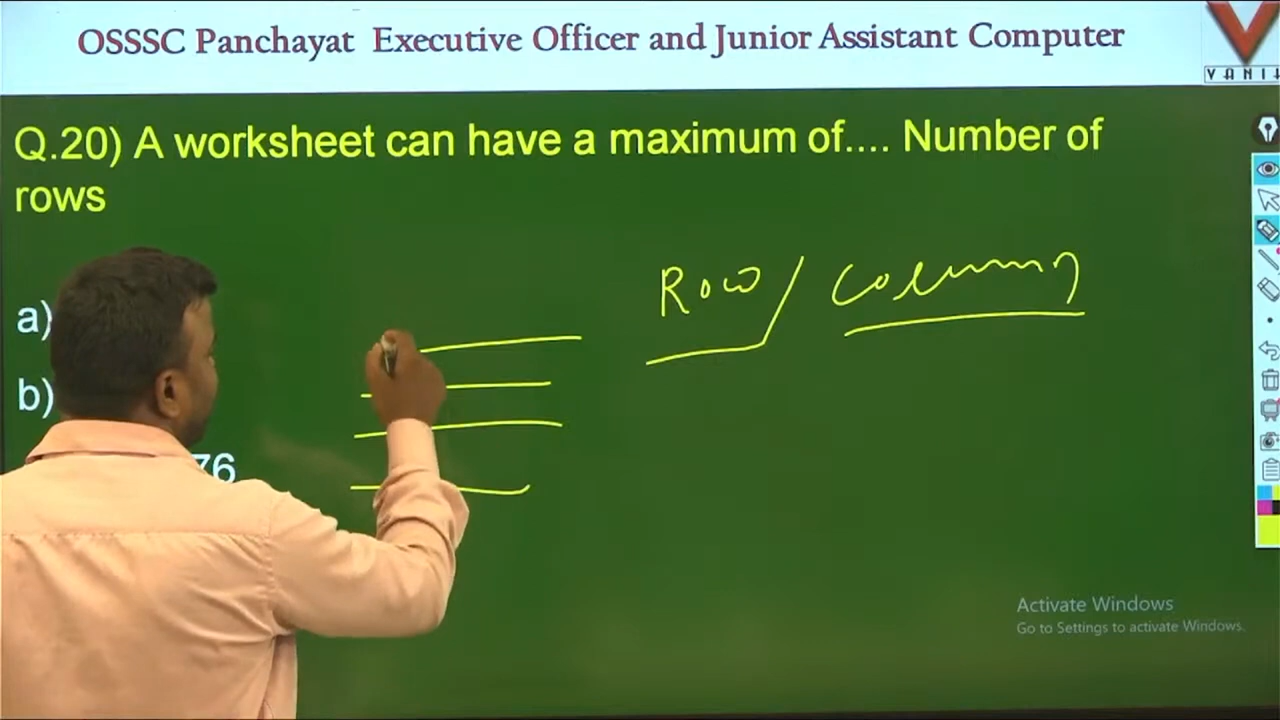 OSSSC Panchayat Executive Officer and Junior Assistant Computer
VANI
Q.20) A worksheet can have a maximum of.... Number of
rows
Row / Column
a)
b)
76
Activate Windows
Go to Settings to activate Windows.